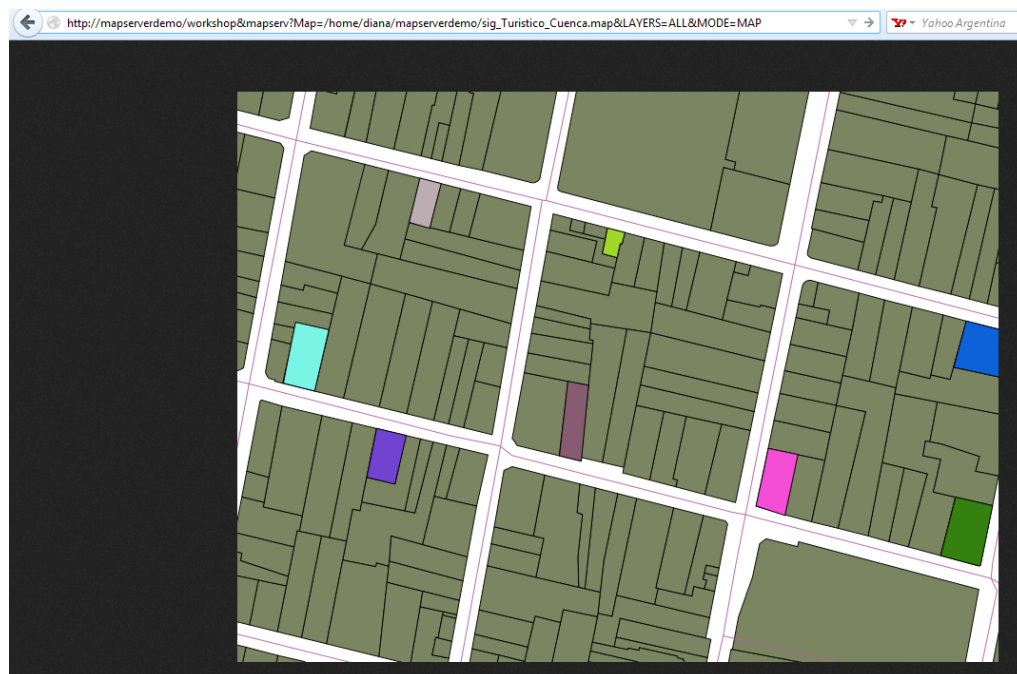 http://mapserverdemo/workshop&mapserv?Map=/home/diana/mapserverdemo/sig_Turistico_Cuenca.map&LAYERS=ALL&MODE=MAP
Yahoo Argentina